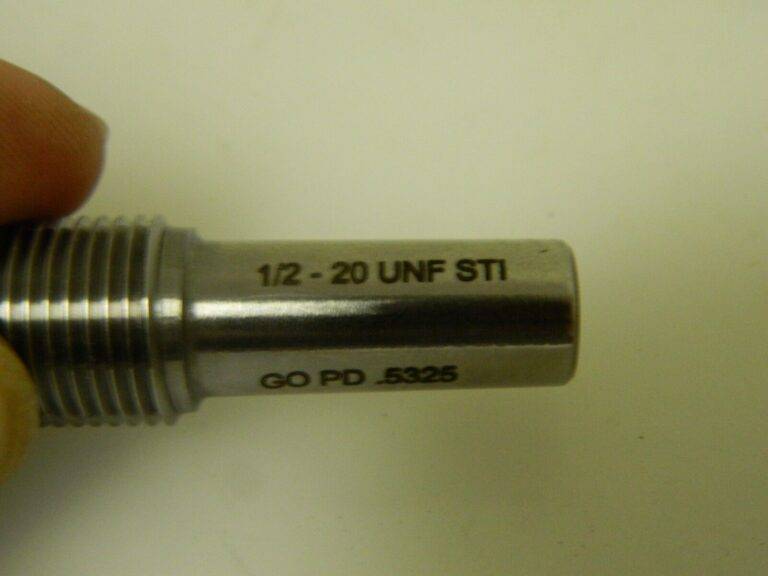 1/2 - 20 UNF STI
GO PD .5325